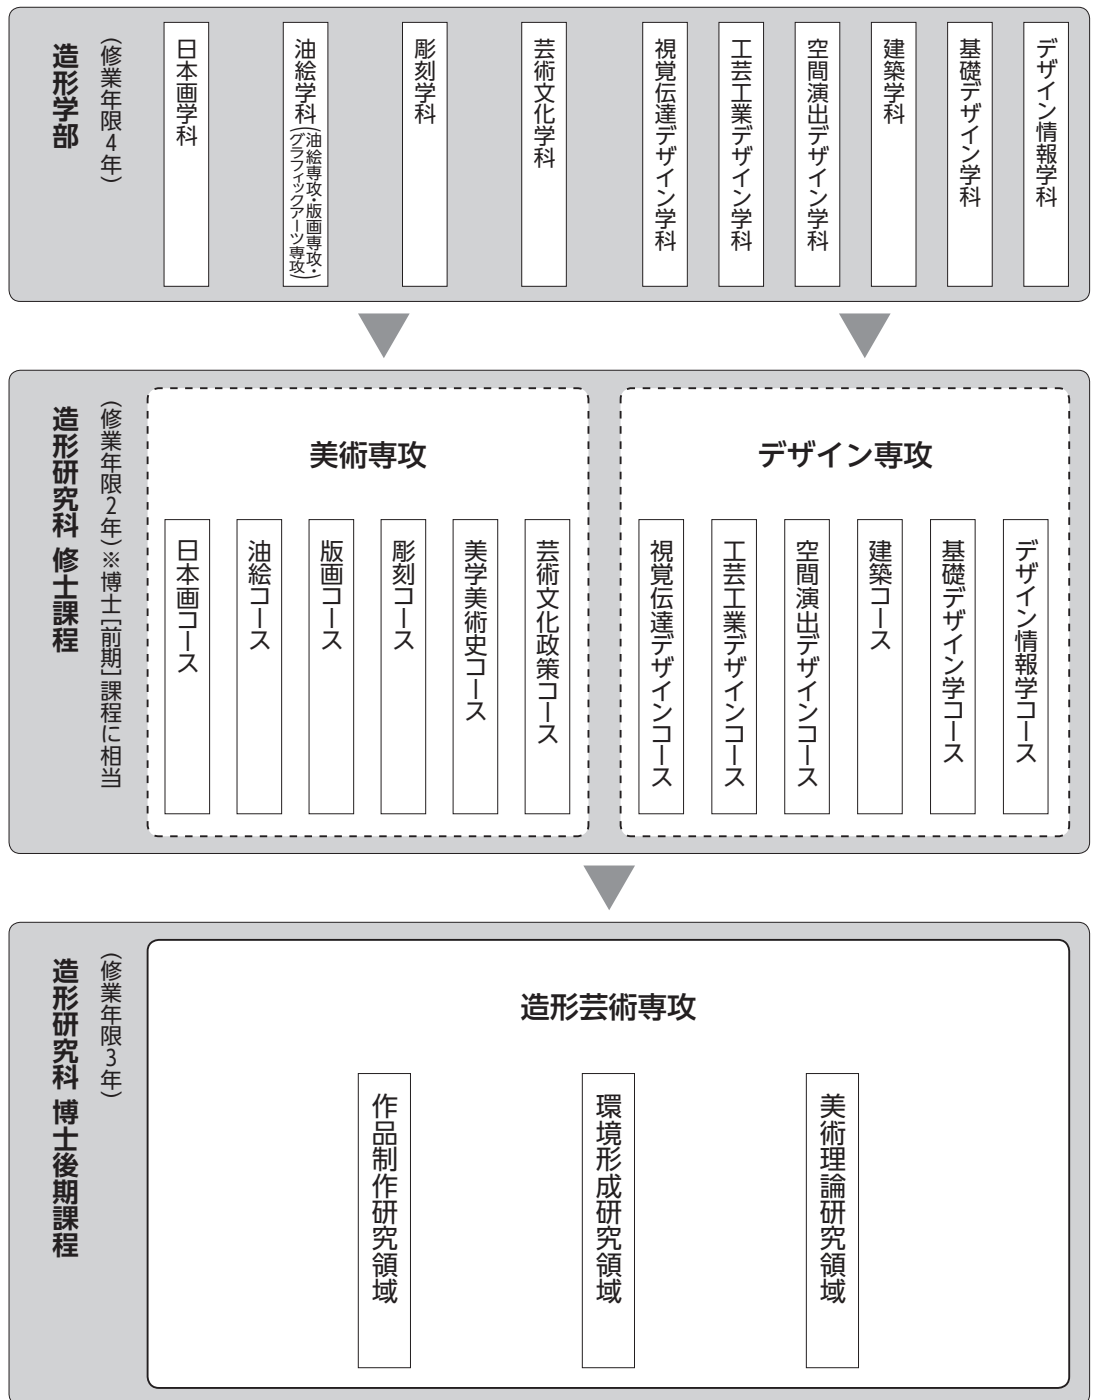 造形学部
(修業年限4年)
日本画学科
油絵学科(油絵専攻・版画専攻・
グラフィックアーツ専攻)
彫刻学科
芸術文化学科
視覚伝達デザイン学科
工芸工業デザイン学科
空間演出デザイン学科
建築学科
基礎デザイン学科
デザイン情報学科
造形研究科 修士課程
(修業年限2年)※博士[前期]課程に相当
美術専攻
日本画コース
油絵コース
版画コース
彫刻コース
美学美術史コース
芸術文化政策コース
デザイン専攻
視覚伝達デザインコース
工芸工業デザインコース
空間演出デザインコース
建築コース
基礎デザイン学コース
デザイン情報学コース
造形研究科 博士後期課程
(修業年限3年)
造形芸術専攻
作品制作研究領域
環境形成研究領域
美術理論研究領域